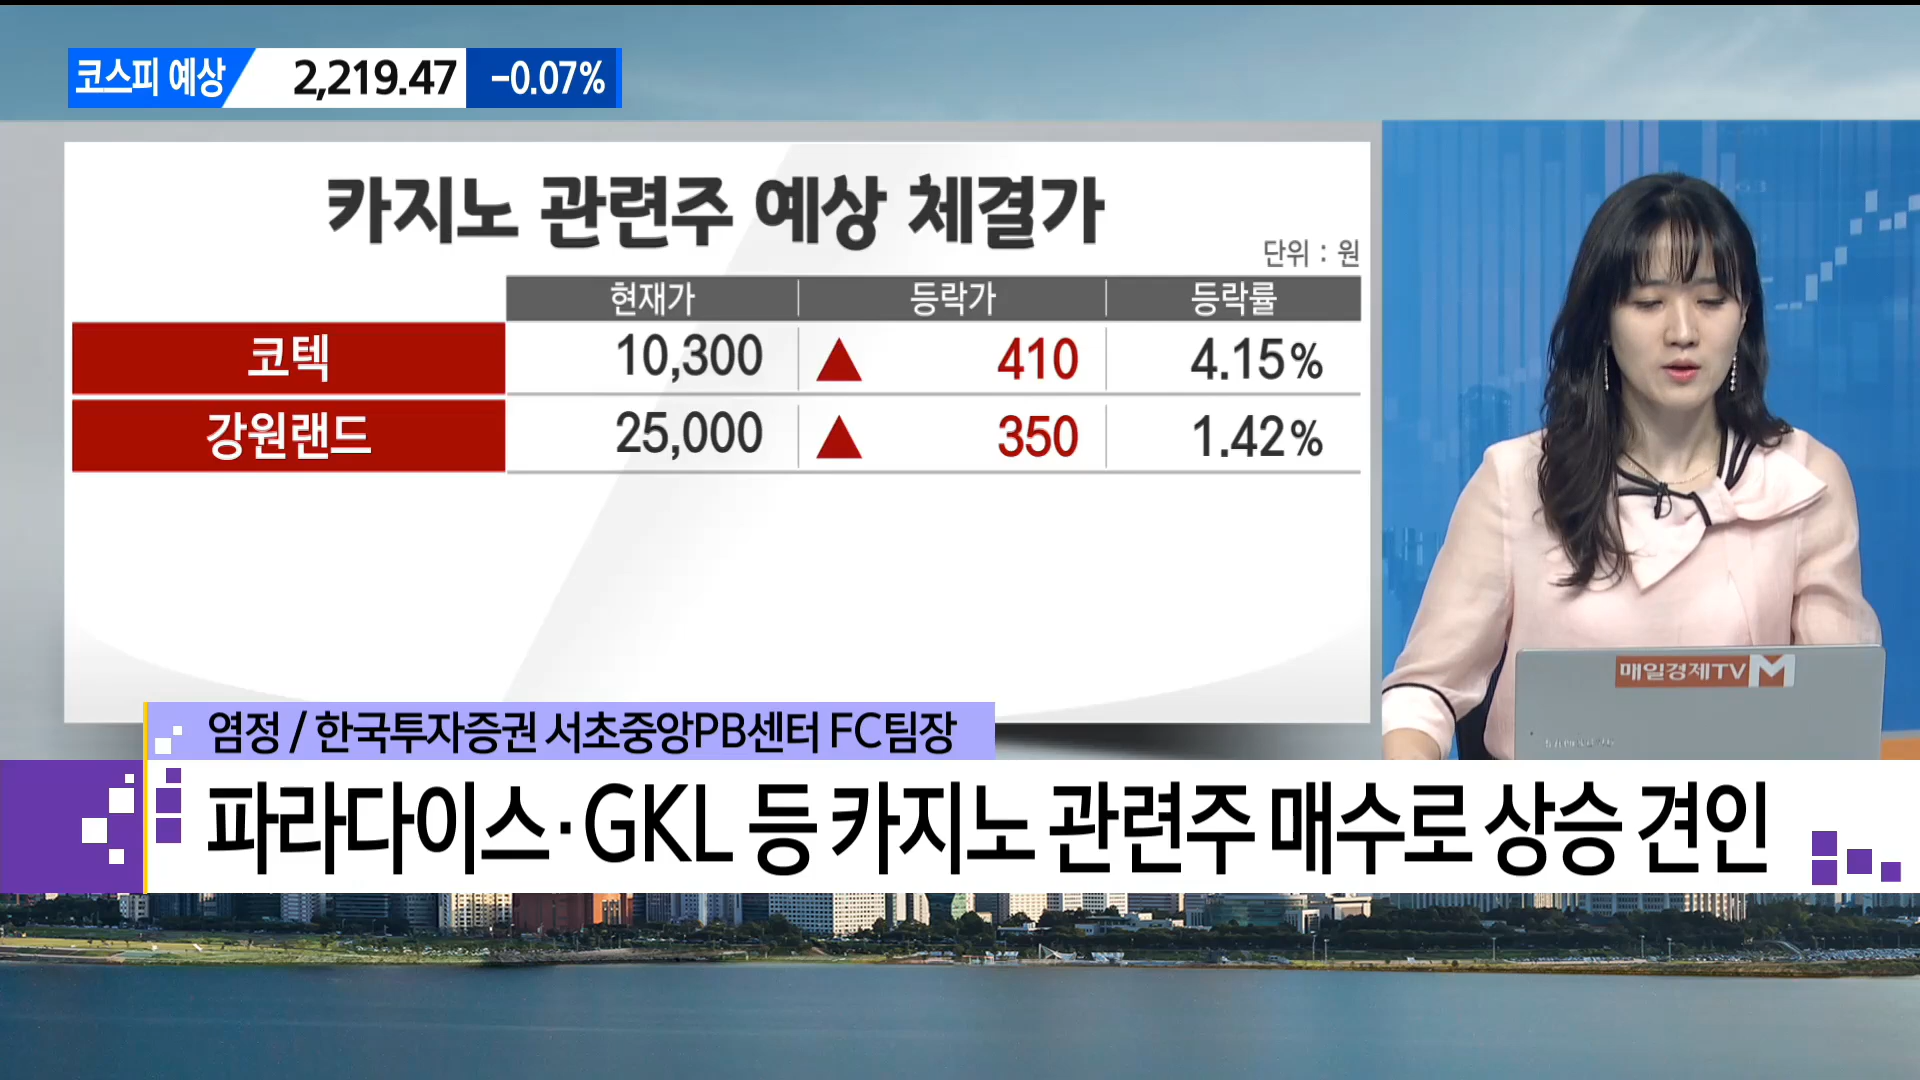 코스피 예상 2,219.47 -0.07%
카지노 관련주 예상 체결가
단위 : 원
현재가 등락가 등락률
코텍 10,300 ▲ 410 4.15%
강원랜드 25,000 ▲ 350 1.42%
매일경제TV M
염정 / 한국투자증권 서초중앙PB센터 FC팀장
파라다이스·GKL 등 카지노 관련주 매수로 상승 견인